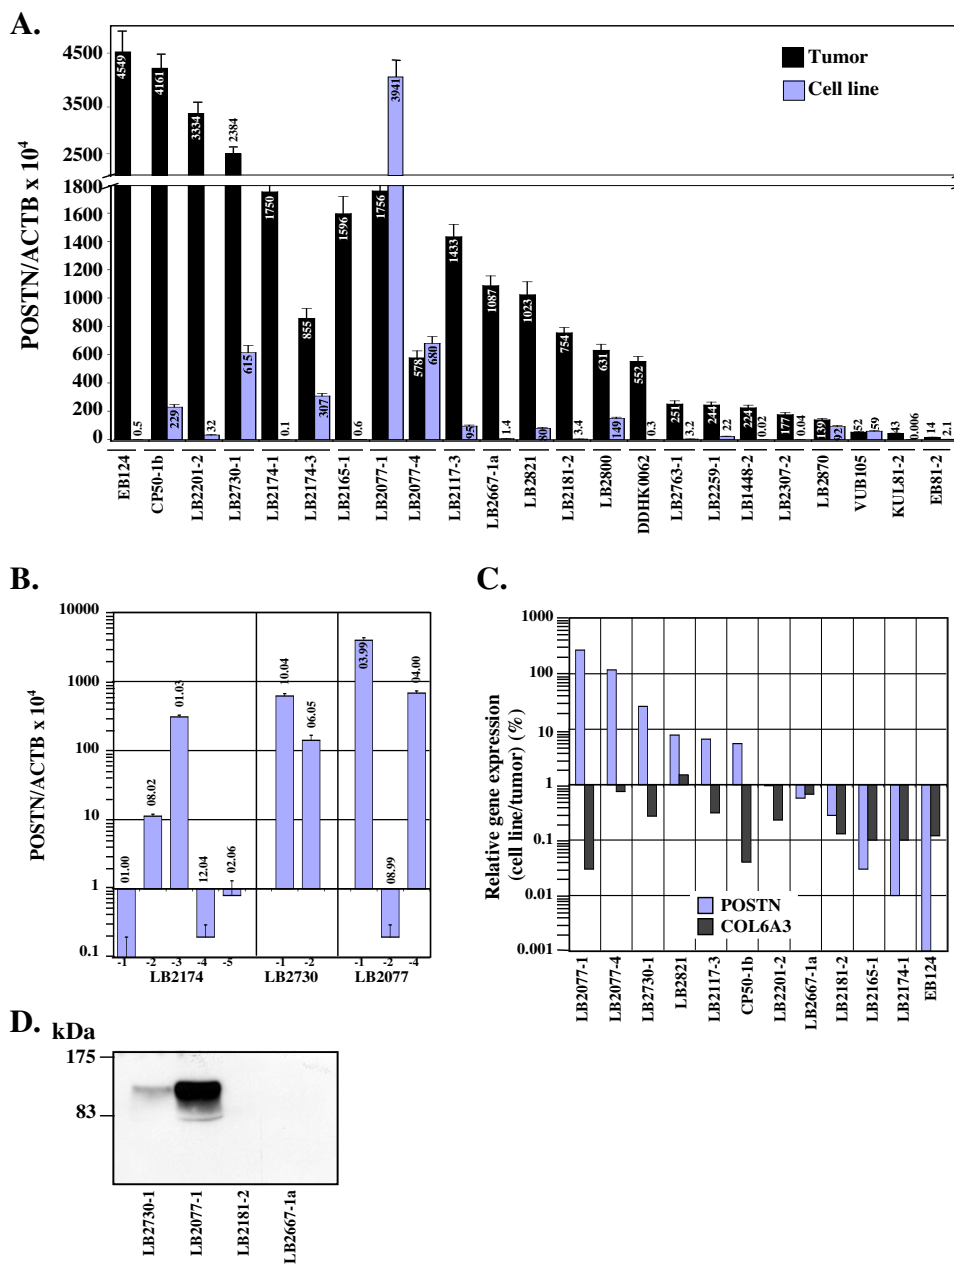 A.
POSTN/ACTB x 10⁴
4500
3500
2500
1800
1600
1400
1200
1000
800
600
400
200
0
Tumor
Cell line
4549
0.5
4161
229
3334
32
2384
615
1750
0.1
855
307
1596
0.6
1756
3941
578
680
1433
95
1087
1.4
1023
80
754
3.4
631
149
552
0.3
251
3.2
244
22
224
0.02
177
0.04
139
92
52
59
43
0.006
14
2.1
EB124
CP50-1b
LB2201-2
LB2730-1
LB2174-1
LB2174-3
LB2165-1
LB2077-1
LB2077-4
LB2117-3
LB2667-1a
LB2821
LB2181-2
LB2800
DDHK0062
LB2763-1
LB2259-1
LB1448-2
LB2307-2
LB2870
VUB105
KUL81-2
EB81-2
B.
POSTN/ACTB x 10⁴
10000
1000
100
10
1
0.1
01.00
08.02
01.03
12.04
02.06
10.04
06.05
03.99
08.99
04.00
-1 -2 -3 -4 -5 -1 -2 -1 -2 -4
LB2174 LB2730 LB2077
C.
Relative gene expression
(cell line/tumor) (%)
1000
100
10
1
0.1
0.01
0.001
POSTN
COL6A3
LB2077-1
LB2077-4
LB2730-1
LB2821
LB2117-3
CP50-1b
LB2201-2
LB2667-1a
LB2181-2
LB2165-1
LB2174-1
EB124
D.
kDa
175
83
LB2730-1
LB2077-1
LB2181-2
LB2667-1a